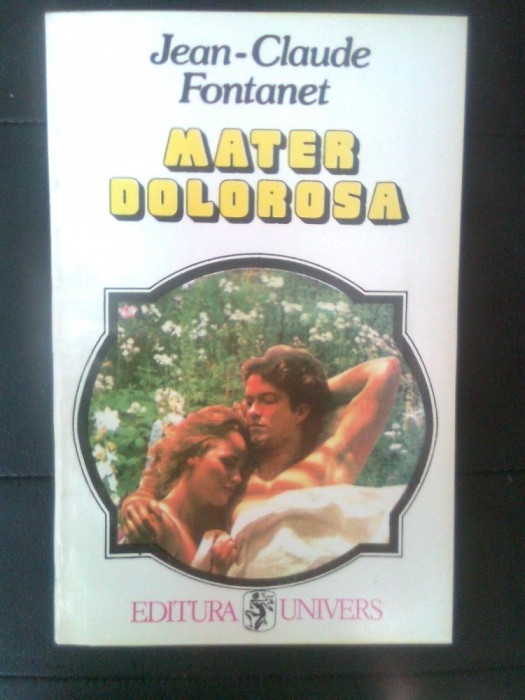 Jean-Claude
Fontanet
MATER
DOLOROSA
EDITURA UNIVERS